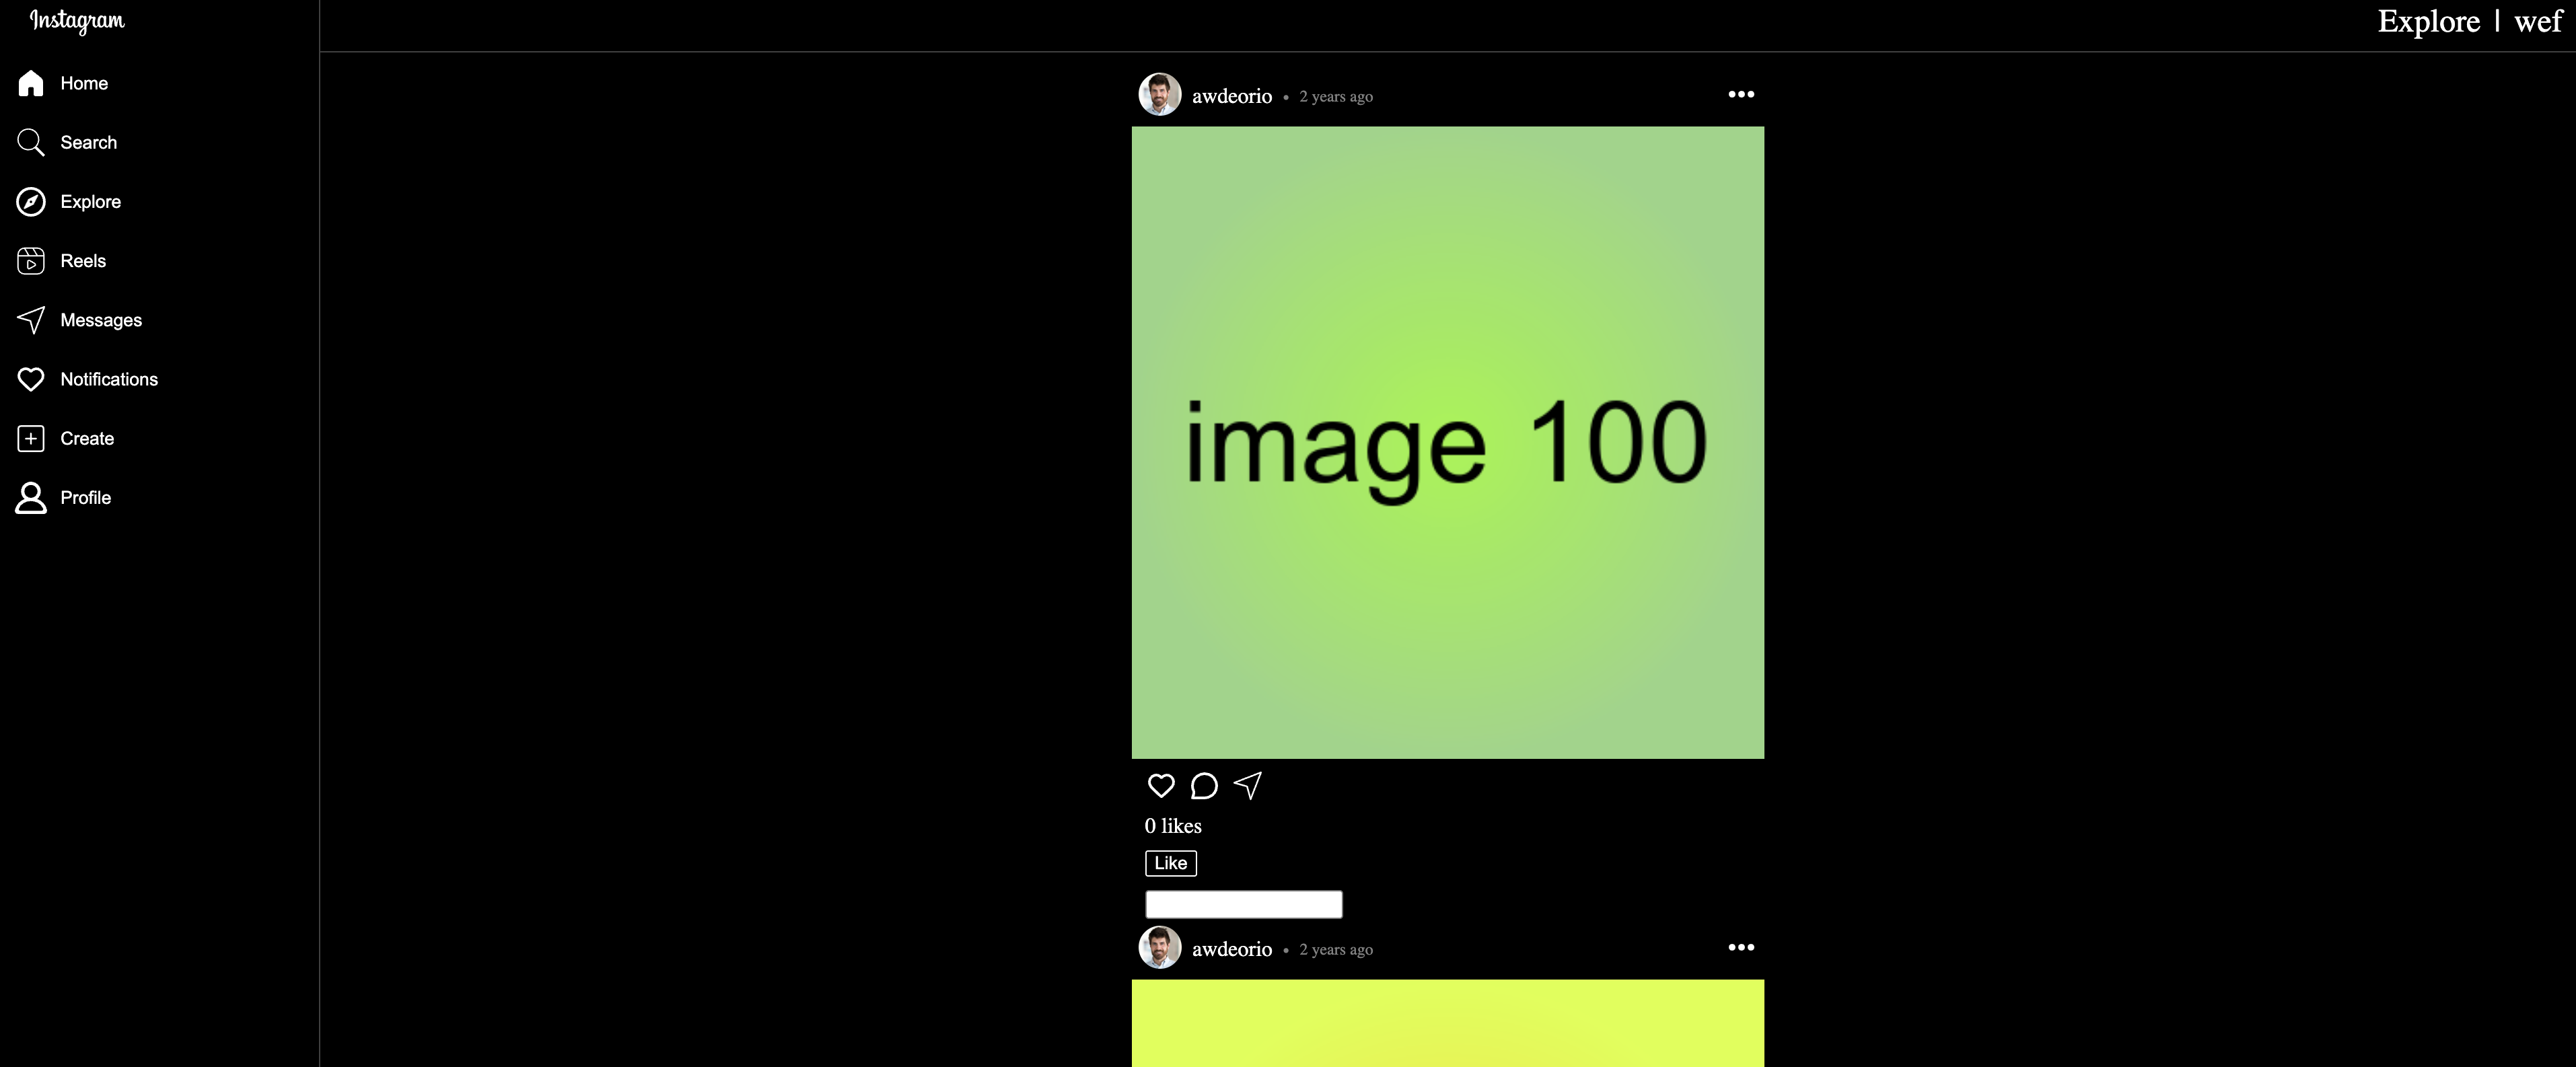 Instagram
Home
Search
Explore
Reels
Messages
Notifications
Create
Profile
Explore | wef
awdeorio • 2 years ago
image 100
0 likes
Like
awdeorio • 2 years ago